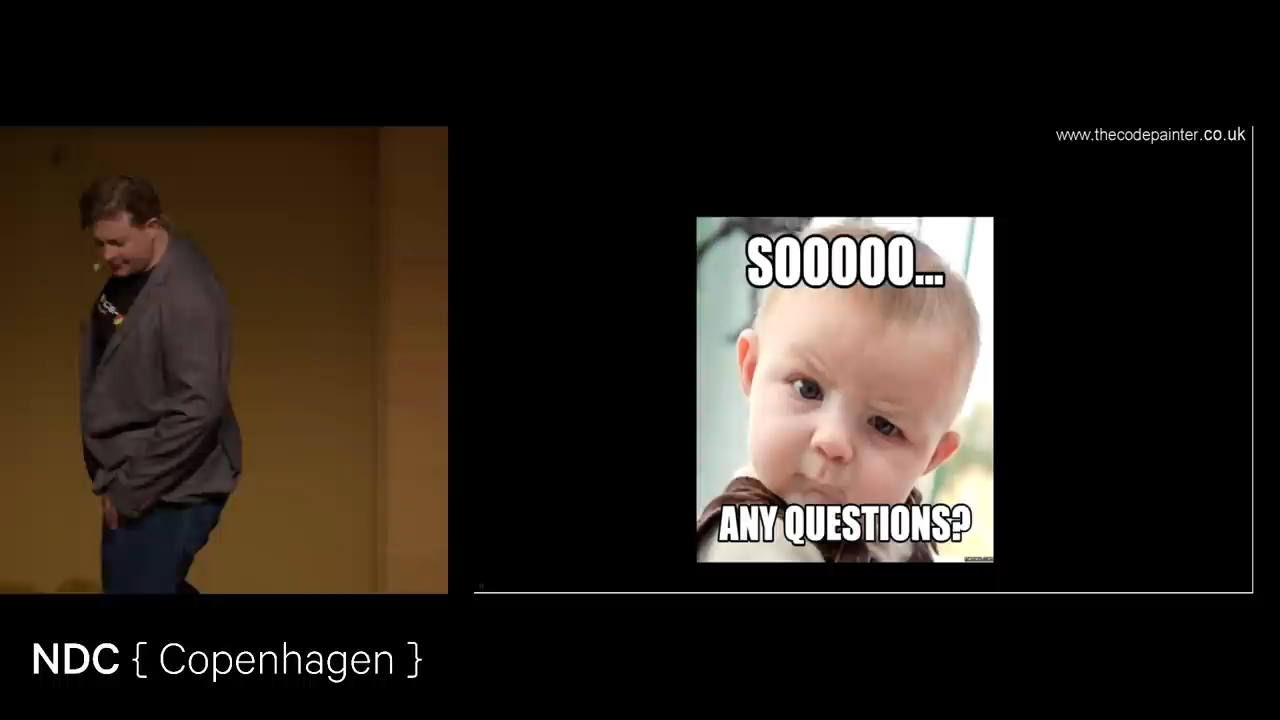 www.thecodepainter.co.uk
SOOOOO...
ANY QUESTIONS?
NDC { Copenhagen }